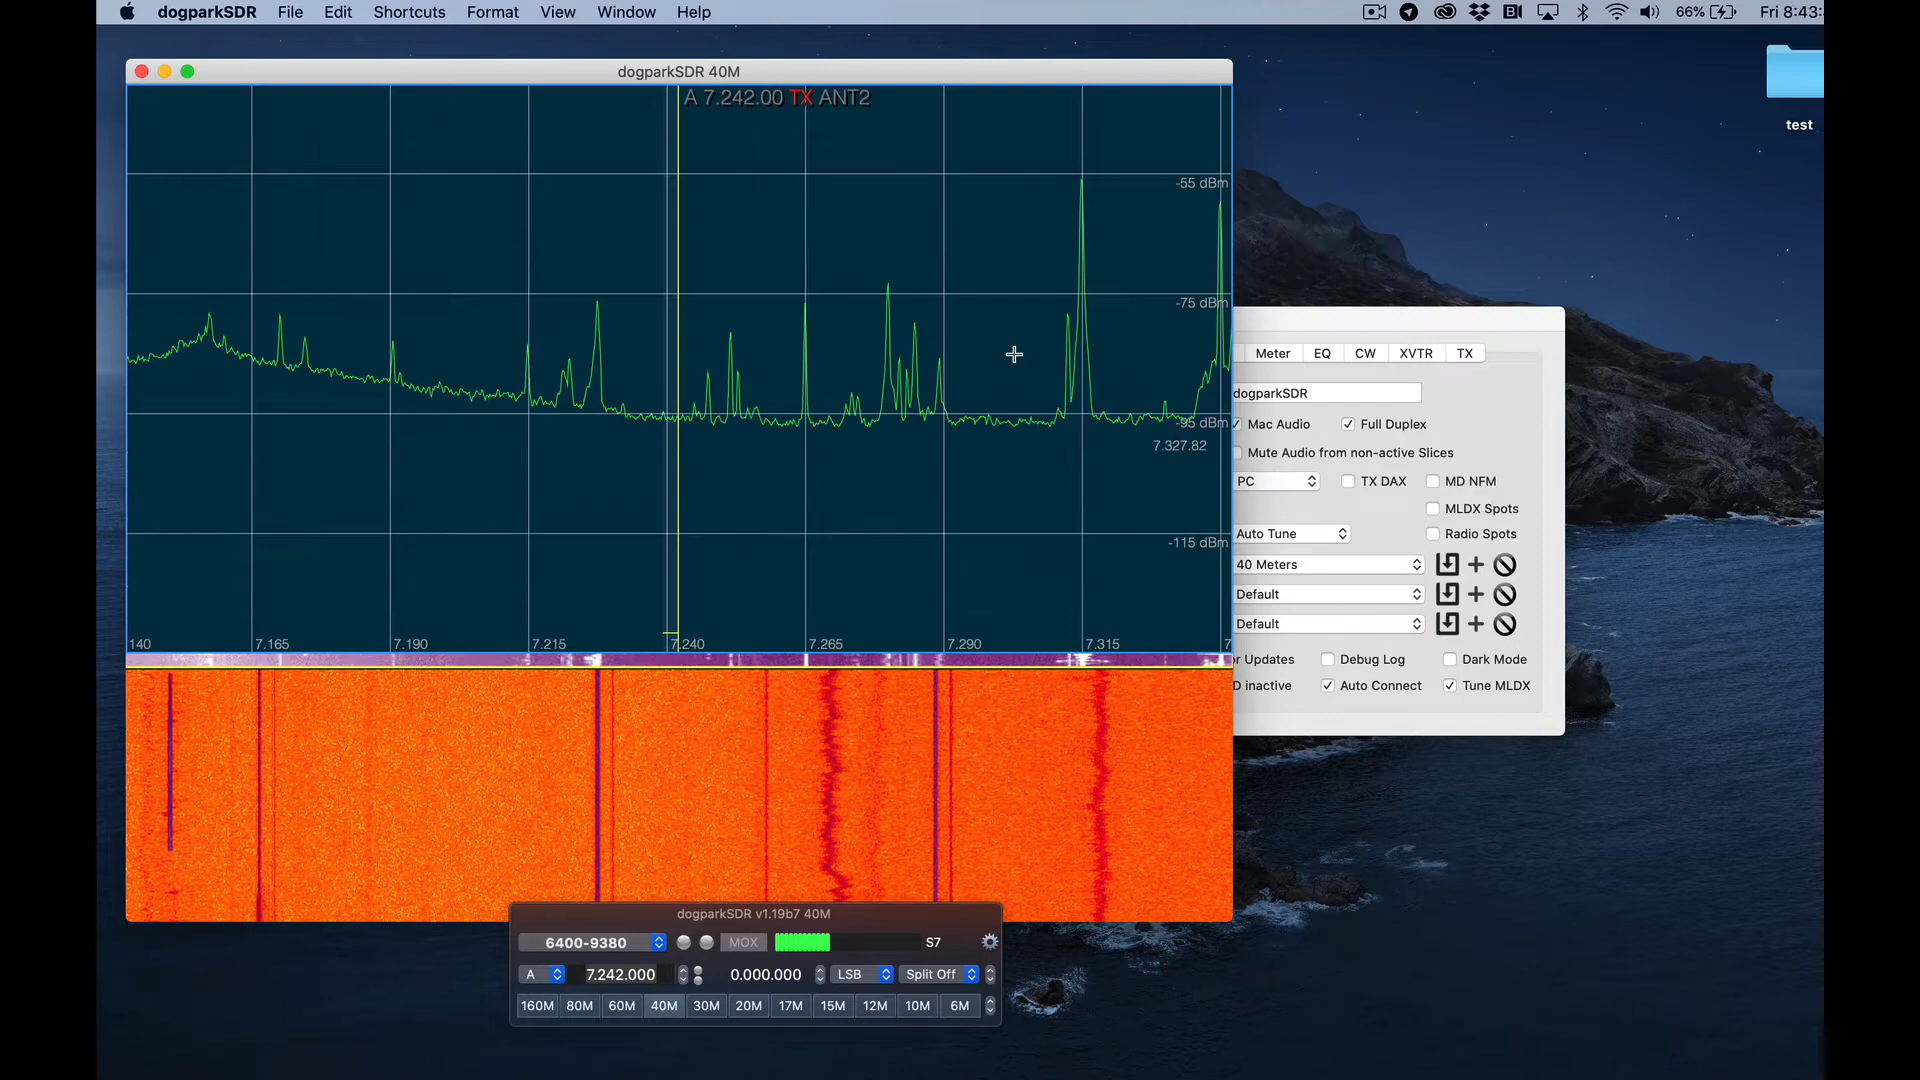 dogparkSDR File Edit Shortcuts Format View Window Help
66% Fri 8:43
test
dogparkSDR 40M
A 7.242.00 TX ANT2
-55 dBm
-75 dBm
-95 dBm
7.327.82
-115 dBm
140 7.165 7.190 7.215 7.240 7.265 7.290 7.315 7
Meter EQ CW XVTR TX
dogparkSDR
Mac Audio Full Duplex
Mute Audio from non-active Slices
PC TX DAX MD NFM
MLDX Spots
Auto Tune Radio Spots
40 Meters
Default
Default
r Updates Debug Log Dark Mode
D inactive Auto Connect Tune MLDX
dogparkSDR v1.19b7 40M
6400-9380 MOX S7
A 7.242.000 0.000.000 LSB Split Off
160M 80M 60M 40M 30M 20M 17M 15M 12M 10M 6M